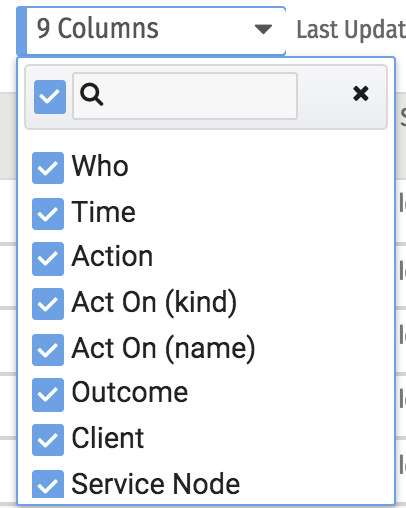 9 Columns
Last Updat
Who
Time
Action
Act On (kind)
Act On (name)
Outcome
Client
Service Node